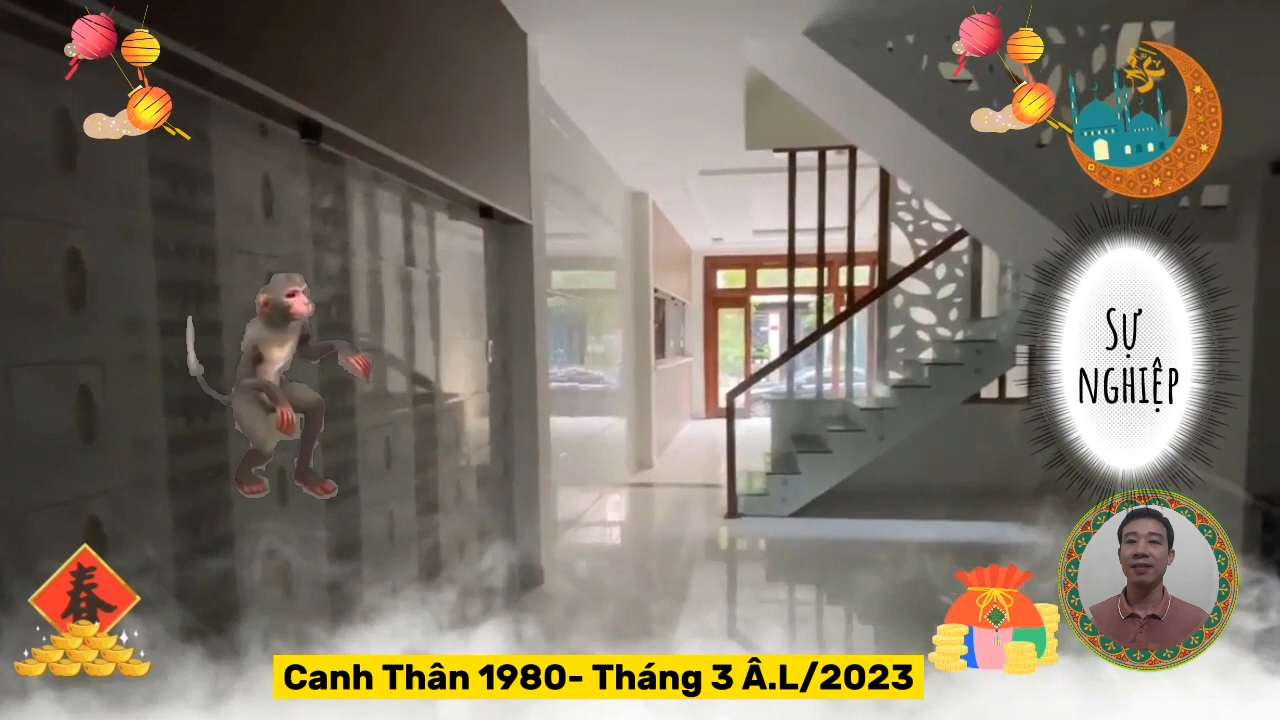 SỰ
NGHIỆP
春
Canh Thân 1980- Tháng 3 Â.L/2023